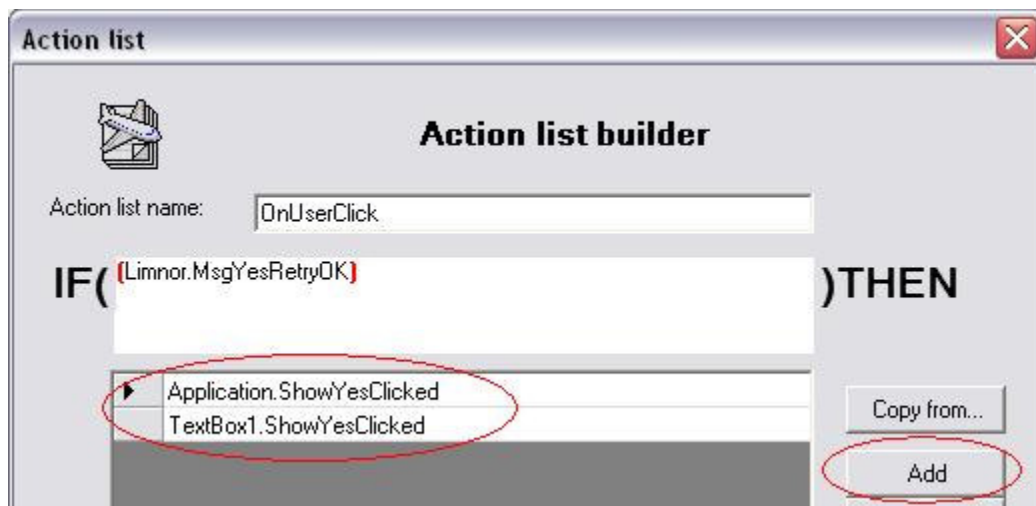 Action list
Action list builder
Action list name: OnUserClick
IF( (Limnor.MsgYesRetryOK) )THEN
Application.ShowYesClicked
TextBox1.ShowYesClicked
Copy from...
Add